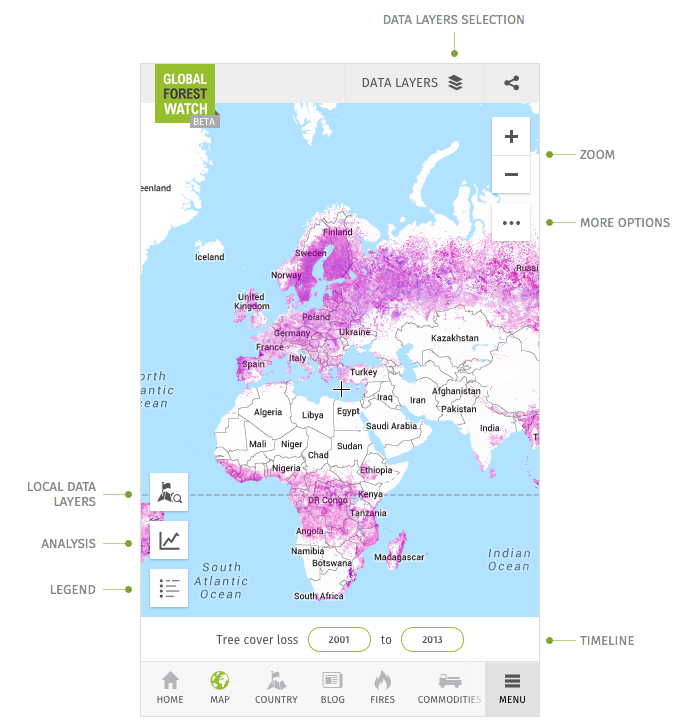 DATA LAYERS SELECTION
GLOBAL
FOREST
WATCH
BETA
DATA LAYERS
ZOOM
MORE OPTIONS
eenland
Iceland
Finland
Sweden
Norway
Russi
United
Kingdom
Poland
Germany
Ukraine
France
Kazakhstan
Italy
Spain
Turkey
orth
antic
cean
Iraq
Iran
Afghanistan
Pakistan
Algeria
Libya
Egypt
Saudi Arabia
India
T
Mali
Niger
Chad
Sudan
Nigeria
Ethiopia
LOCAL DATA
LAYERS
DR Congo
Kenya
Tanzania
Angola
ANALYSIS
Namibia
Botswana
Madagascar
Indian
Ocean
South
Atlantic
Ocean
South Africa
LEGEND
Tree cover loss 2001 to 2013
TIMELINE
HOME MAP COUNTRY BLOG FIRES COMMODITIES MENU